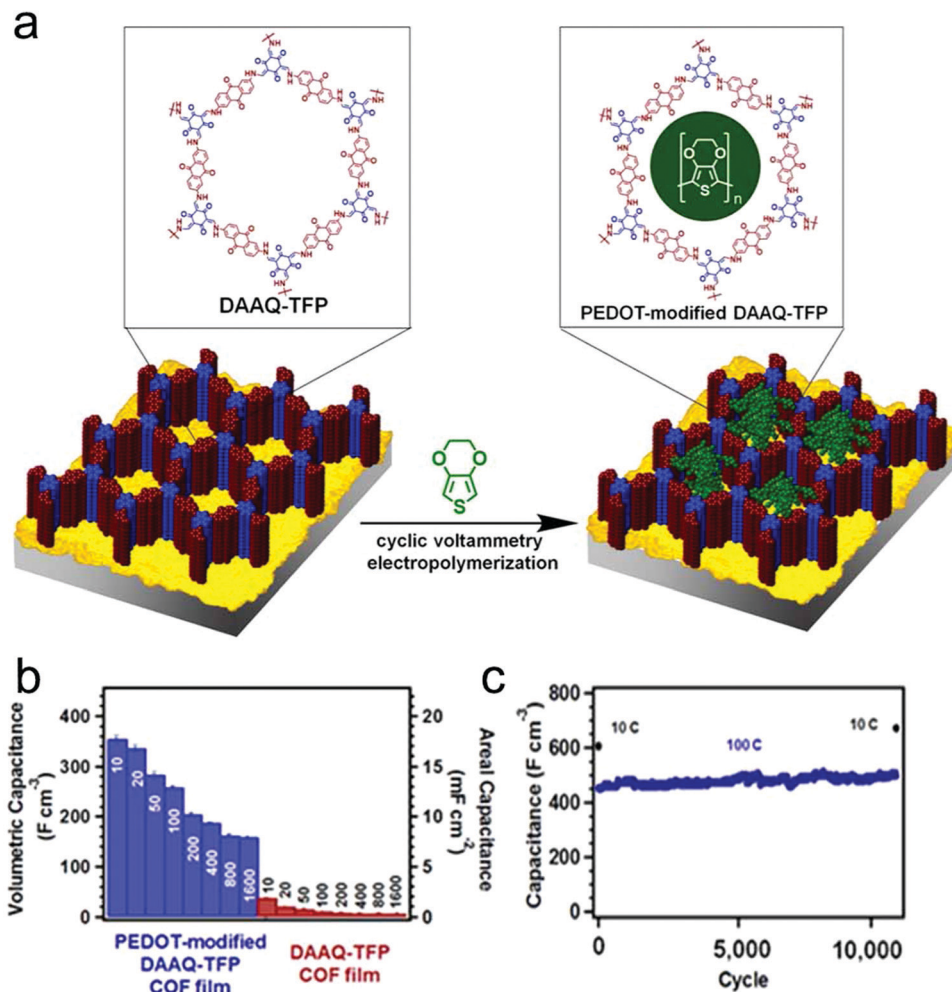 a
DAAQ-TFP
O O
S
n
PEDOT-modified DAAQ-TFP
O O
S
cyclic voltammetry
electropolymerization
b
Volumetric Capacitance
(F cm-3)
400
300
200
100
0
10
20
50
100
200
400
800
1600
10
20
50
100
200
400
800
1600
20
15
10
5
0
Areal Capacitance
(mF cm-2)
PEDOT-modified
DAAQ-TFP
COF film
DAAQ-TFP
COF film
c
Capacitance (F cm-3)
800
600
400
200
0
10 C
100 C
10 C
0
5,000
10,000
Cycle